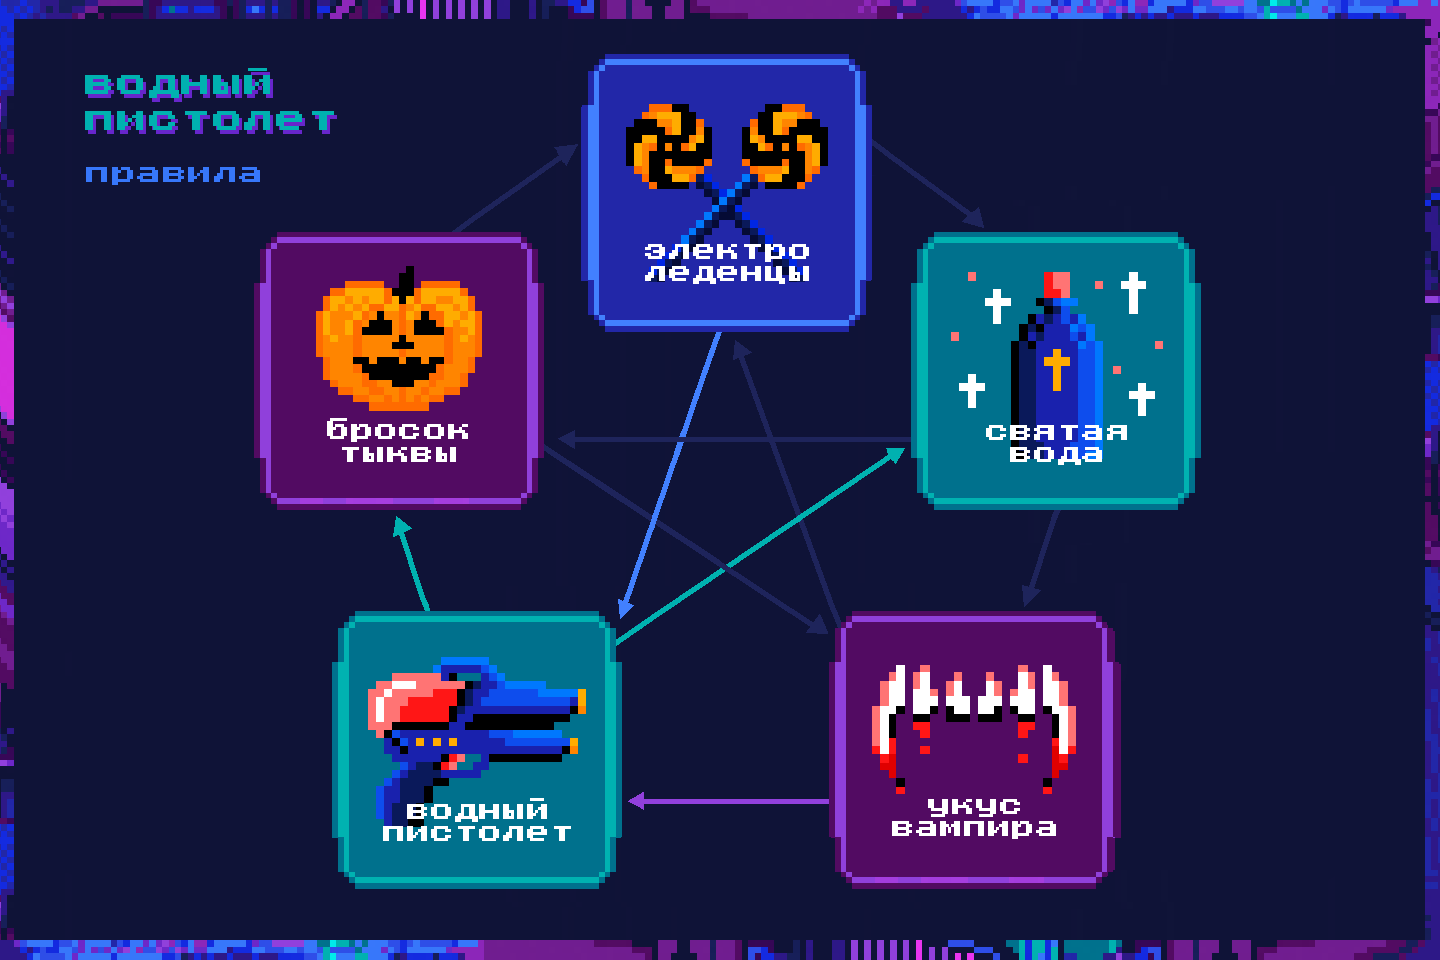 водный
пистолет
правила
электро
леденцы
бросок
тыквы
святая
вода
водный
пистолет
укус
вампира